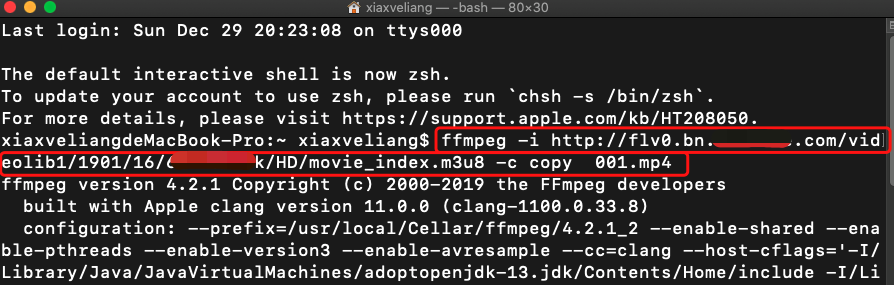 xiaxveliang — -bash — 80×30
Last login: Sun Dec 29 20:23:08 on ttys000
The default interactive shell is now zsh.
To update your account to use zsh, please run `chsh -s /bin/zsh`.
For more details, please visit https://support.apple.com/kb/HT208050.
xiaxveliangdeMacBook-Pro:~ xiaxveliang$ ffmpeg -i http://flv0.bn. .com/vid
eolib1/1901/16/ k/HD/movie_index.m3u8 -c copy  001.mp4
ffmpeg version 4.2.1 Copyright (c) 2000-2019 the FFmpeg developers
  built with Apple clang version 11.0.0 (clang-1100.0.33.8)
  configuration: --prefix=/usr/local/Cellar/ffmpeg/4.2.1_2 --enable-shared --ena
ble-pthreads --enable-version3 --enable-avresample --cc=clang --host-cflags='-I/
Library/Java/JavaVirtualMachines/adoptopenjdk-13.jdk/Contents/Home/include -I/Li